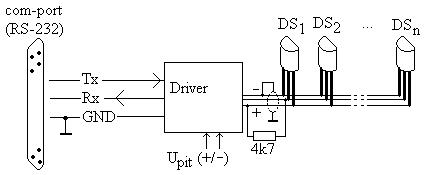 com-port
(RS-232)
DS1 DS2 ... DSn
Tx
Rx
GND
Driver
-
+
4k7
Upit (+/-)